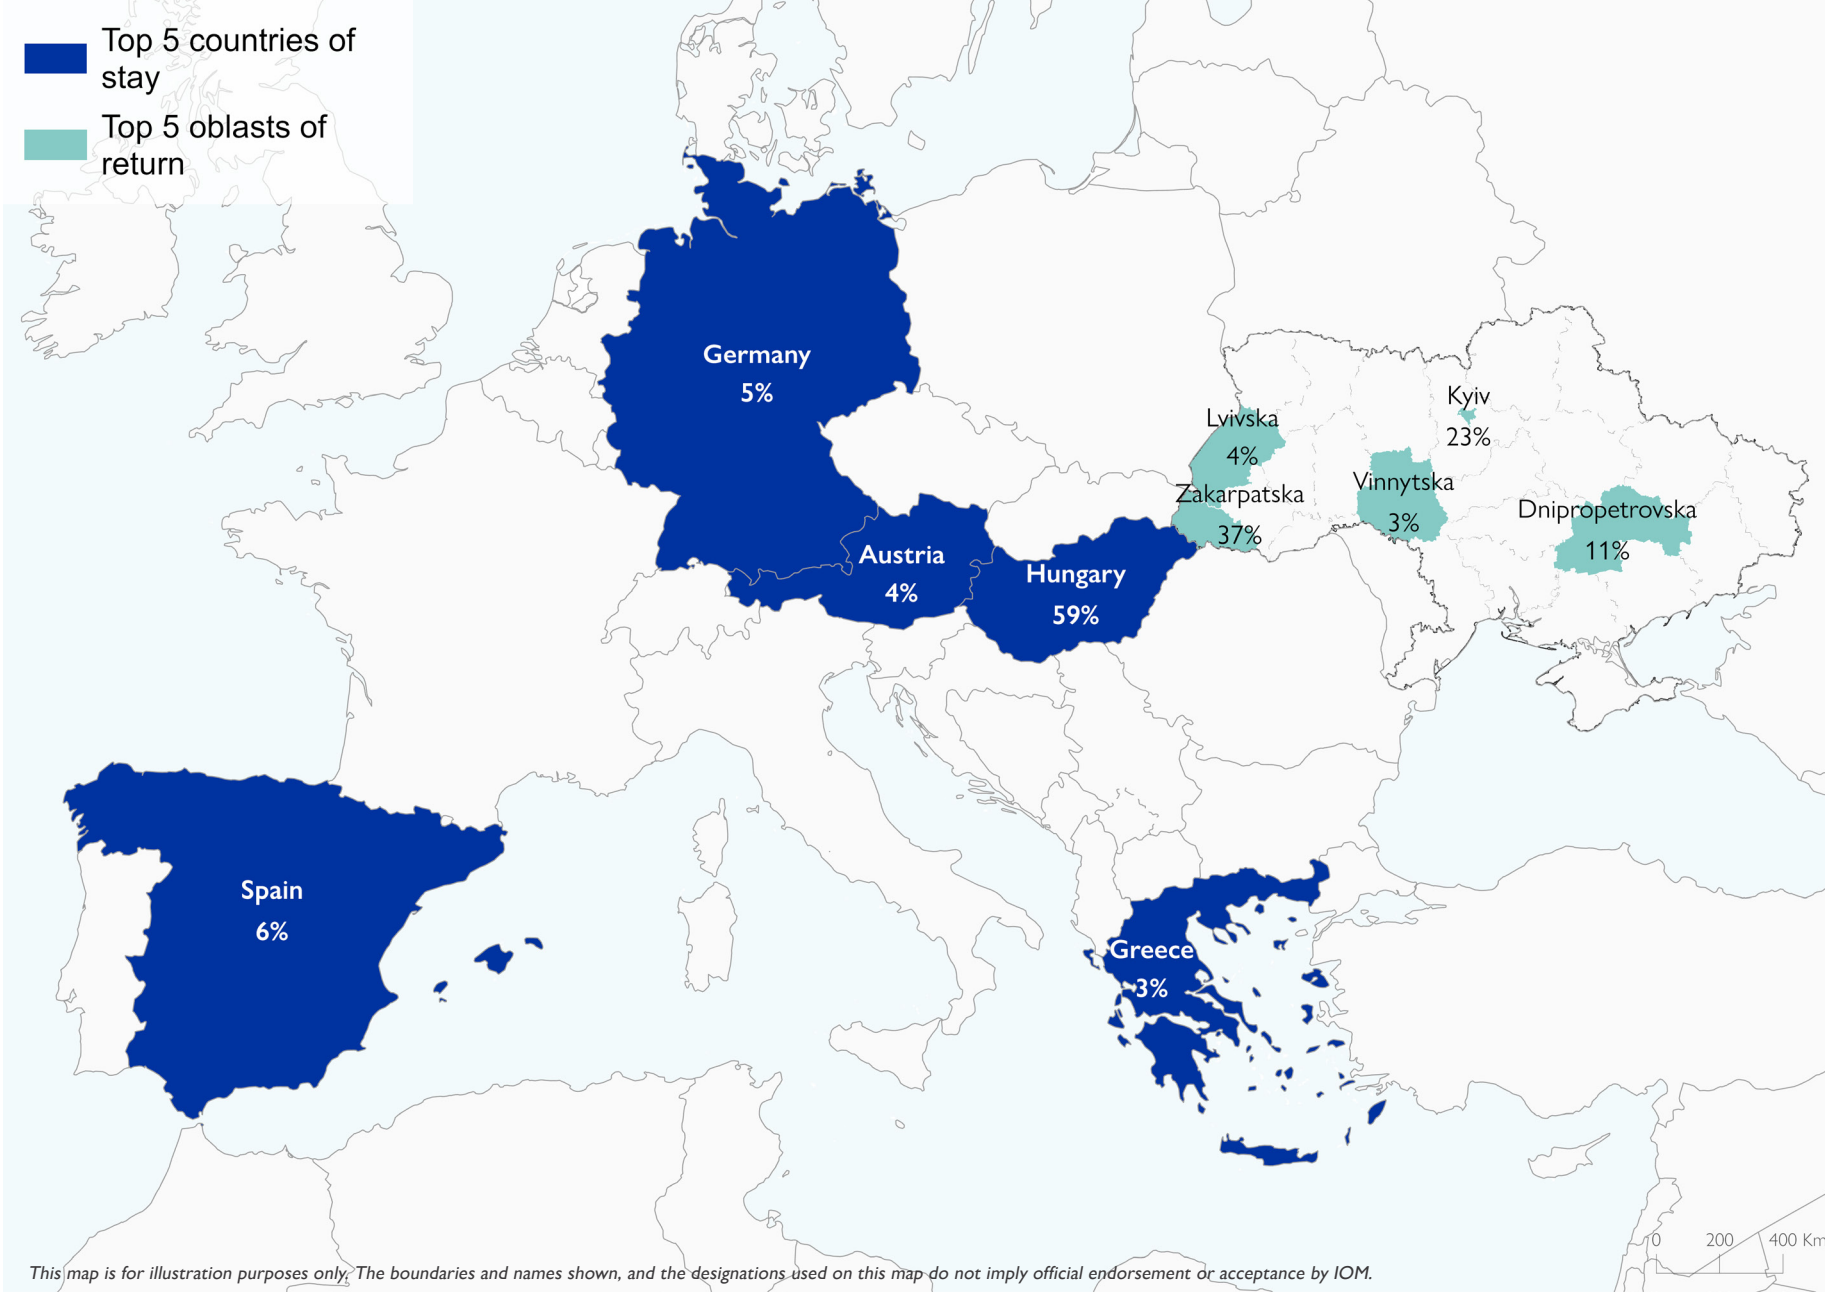 Top 5 countries of
stay
Top 5 oblasts of
return
Germany
5%
Kyiv
23%
Lvivska
4%
Vinnytska
3%
Zakarpatska
37%
Dnipropetrovska
11%
Austria
4%
Hungary
59%
Spain
6%
Greece
3%
0 200 400 Km
This map is for illustration purposes only. The boundaries and names shown, and the designations used on this map do not imply official endorsement or acceptance by IOM.